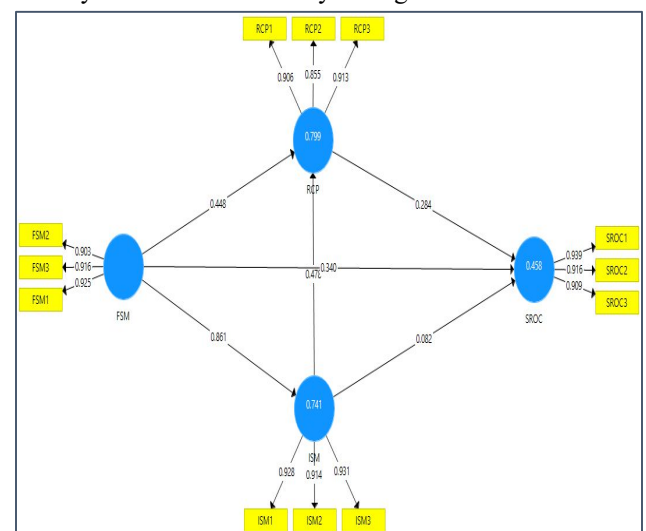 RCP1 RCP2 RCP3
0.906 0.855 0.913
0.799
RCP
0.448 0.284
FSM2
FSM3
FSM1
0.903
0.916
0.925
FSM
0.340
SROC1
SROC2
SROC3
0.939
0.916
0.909
0.458
SROC
0.861 0.082
0.741
ISM
0.928 0.914 0.931
ISM1 ISM2 ISM3